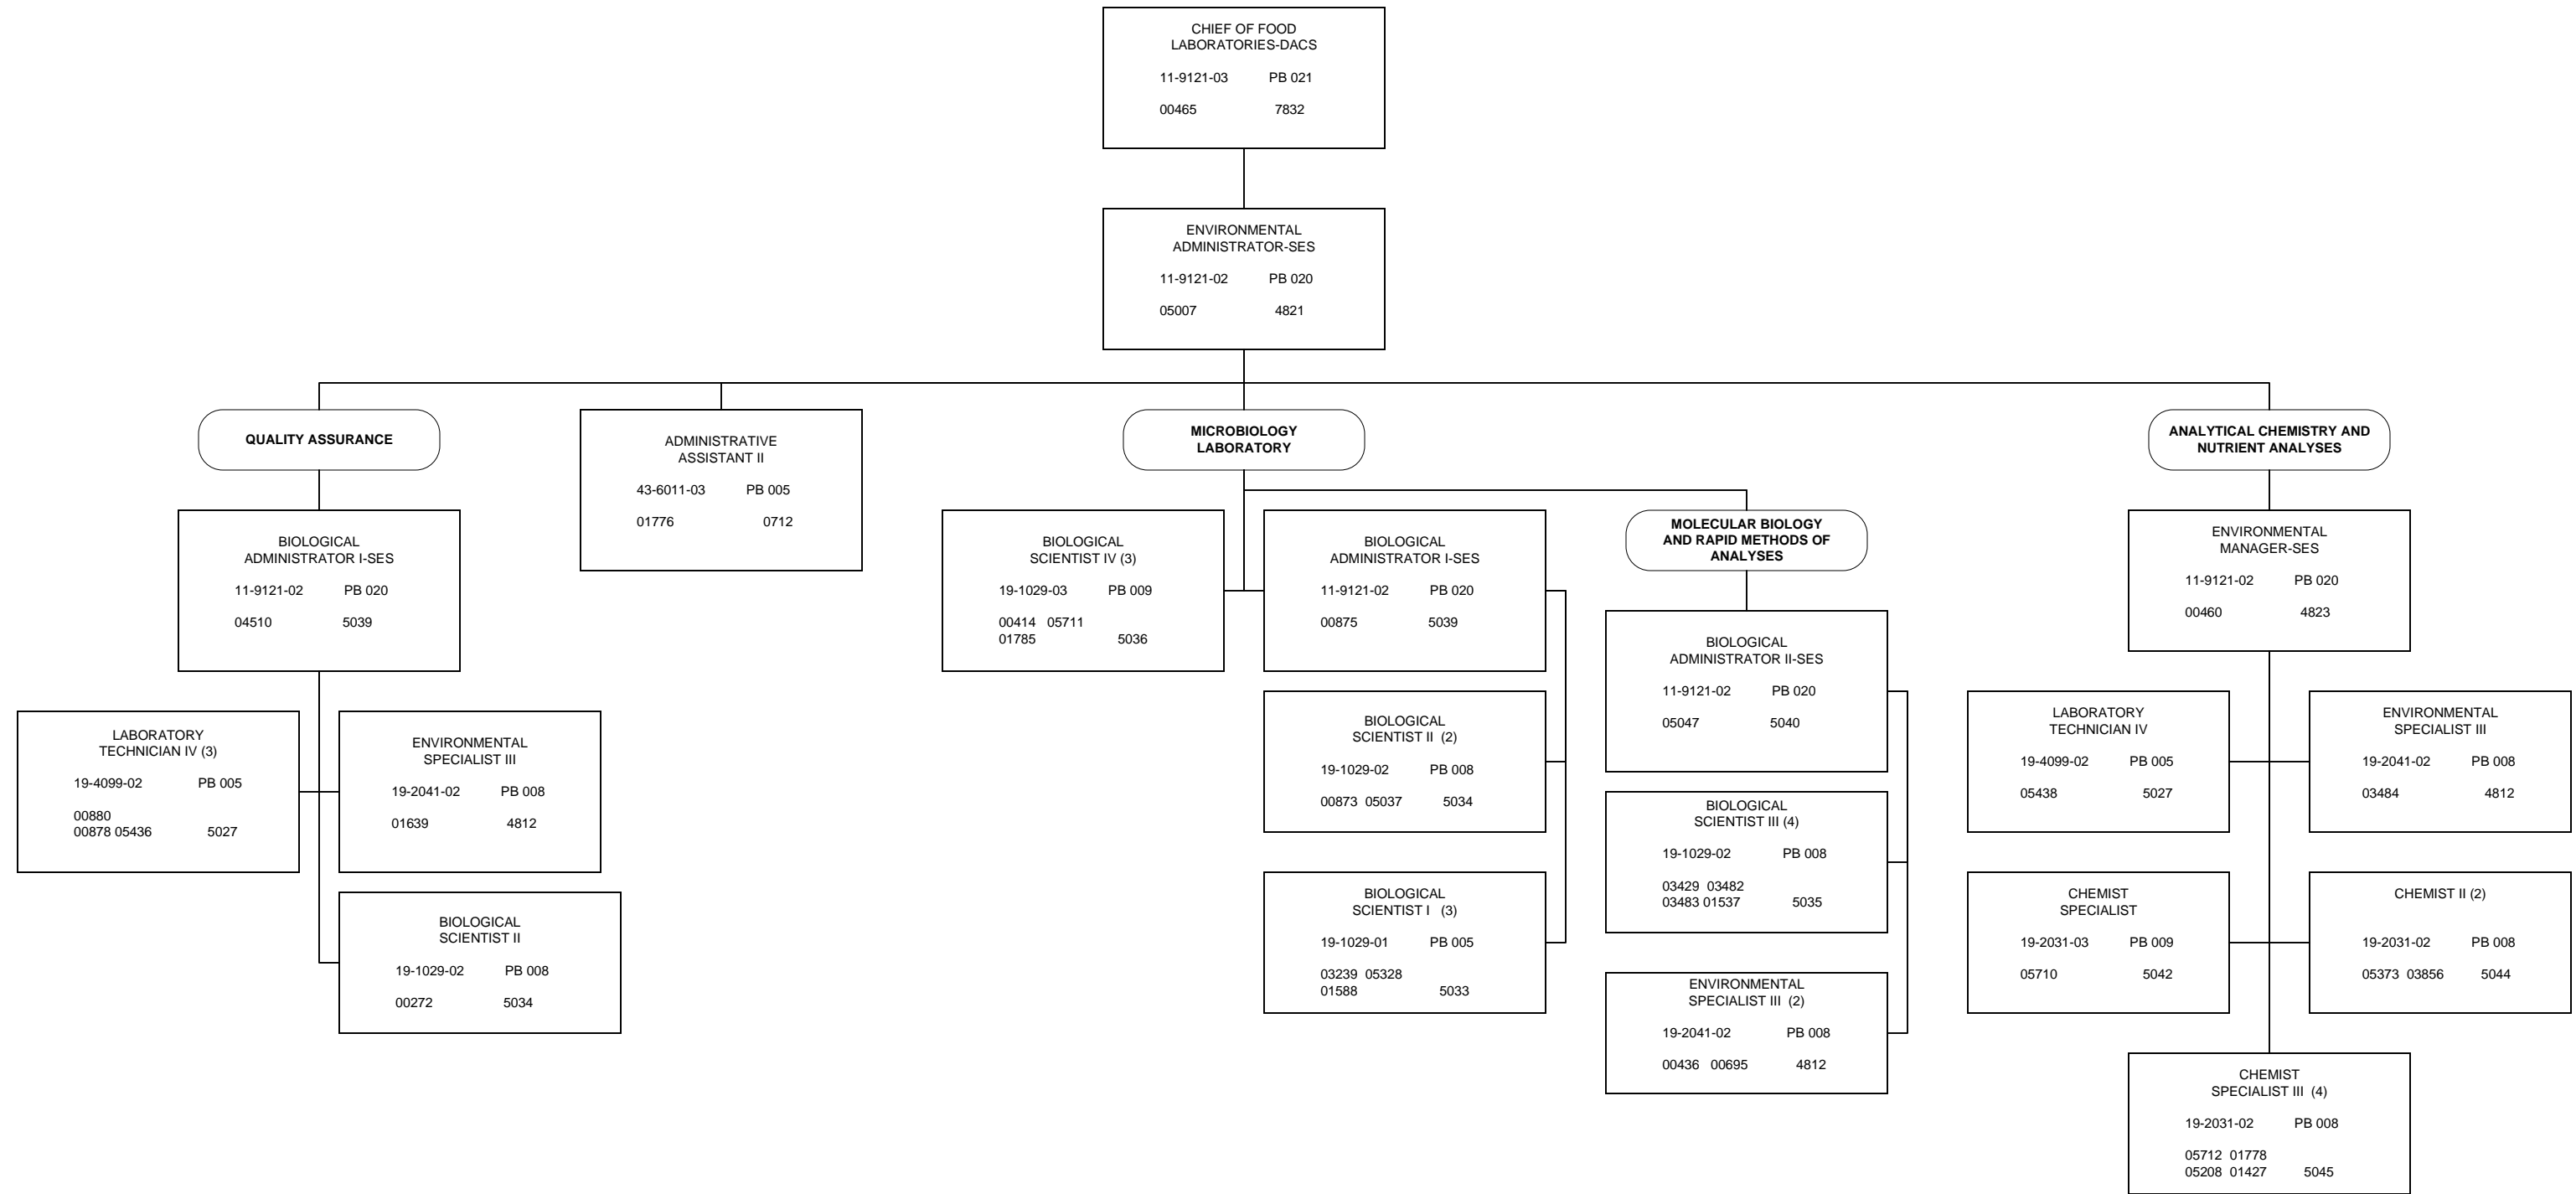 CHIEF OF FOOD
LABORATORIES-DACS
11-9121-03 PB 021
00465 7832
ENVIRONMENTAL
ADMINISTRATOR-SES
11-9121-02 PB 020
05007 4821
QUALITY ASSURANCE
BIOLOGICAL
ADMINISTRATOR I-SES
11-9121-02 PB 020
04510 5039
LABORATORY
TECHNICIAN IV (3)
19-4099-02 PB 005
00880
00878 05436 5027
ENVIRONMENTAL
SPECIALIST III
19-2041-02 PB 008
01639 4812
BIOLOGICAL
SCIENTIST II
19-1029-02 PB 008
00272 5034
ADMINISTRATIVE
ASSISTANT II
43-6011-03 PB 005
01776 0712
MICROBIOLOGY
LABORATORY
BIOLOGICAL
SCIENTIST IV (3)
19-1029-03 PB 009
00414 05711
01785 5036
BIOLOGICAL
ADMINISTRATOR I-SES
11-9121-02 PB 020
00875 5039
BIOLOGICAL
SCIENTIST II (2)
19-1029-02 PB 008
00873 05037 5034
BIOLOGICAL
SCIENTIST I (3)
19-1029-01 PB 005
03239 05328
01588 5033
MOLECULAR BIOLOGY
AND RAPID METHODS OF
ANALYSES
BIOLOGICAL
ADMINISTRATOR II-SES
11-9121-02 PB 020
05047 5040
BIOLOGICAL
SCIENTIST III (4)
19-1029-02 PB 008
03429 03482
03483 01537 5035
ENVIRONMENTAL
SPECIALIST III (2)
19-2041-02 PB 008
00436 00695 4812
ANALYTICAL CHEMISTRY AND
NUTRIENT ANALYSES
ENVIRONMENTAL
MANAGER-SES
11-9121-02 PB 020
00460 4823
LABORATORY
TECHNICIAN IV
19-4099-02 PB 005
05438 5027
ENVIRONMENTAL
SPECIALIST III
19-2041-02 PB 008
03484 4812
CHEMIST
SPECIALIST
19-2031-03 PB 009
05710 5042
CHEMIST II (2)
19-2031-02 PB 008
05373 03856 5044
CHEMIST
SPECIALIST III (4)
19-2031-02 PB 008
05712 01778
05208 01427 5045